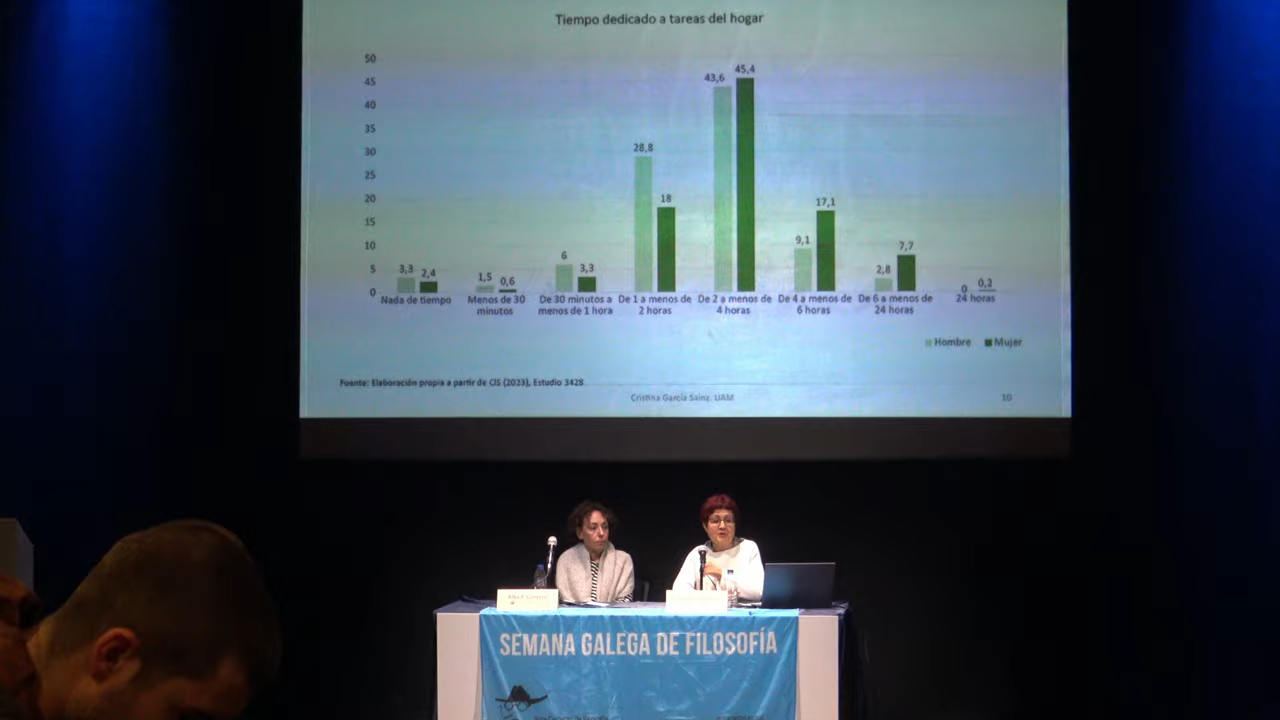 Tiempo dedicado a tareas del hogar
50
45
40
35
30
25
20
15
10
5
0
3,3
2,4
1,5
0,6
6
3,3
28,8
18
43,6
45,4
9,1
17,1
2,8
7,7
0
0,2
Nada de tiempo
Menos de 30 minutos
De 30 minutos a menos de 1 hora
De 1 a menos de 2 horas
De 2 a menos de 4 horas
De 4 a menos de 6 horas
De 6 a menos de 24 horas
24 horas
Hombre
Mujer
Fuente: Elaboración propia a partir de CIS (2023), Estudio 3428
Cristina García Sainz. UAM
10
SEMANA GALEGA DE FILOSOFÍA